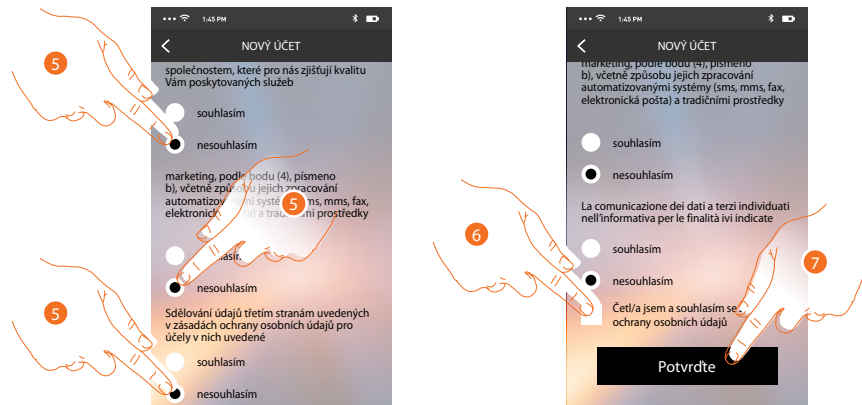 1:45 PM
NOVÝ ÚČET
společnostem, které pro nás zjišťují kvalitu
Vám poskytovaných služeb
souhlasím
nesouhlasím
marketing, podle bodu (4), písmeno
b), včetně způsobu jejich zpracování
sms, mms, fax,
prostředky
nesouhlasím
Sdělování údajů třetím stranám uvedených
v zásadách ochrany osobních údajů pro
účely v nich uvedené
souhlasím
nesouhlasím
5
5
5
1:45 PM
NOVÝ ÚČET
marketing, podle bodu (4), písmeno
b), včetně způsobu jejich zpracování
automatizovanými systémy (sms, mms, fax,
elektronická pošta) a tradičními prostředky
souhlasím
nesouhlasím
La comunicazione dei dati a terzi individuati
nell'informativa per le finalità ivi indicate
souhlasím
nesouhlasím
Četl/a jsem a souhlasím se
ochrany osobních údajů
Potvrďte
6
7